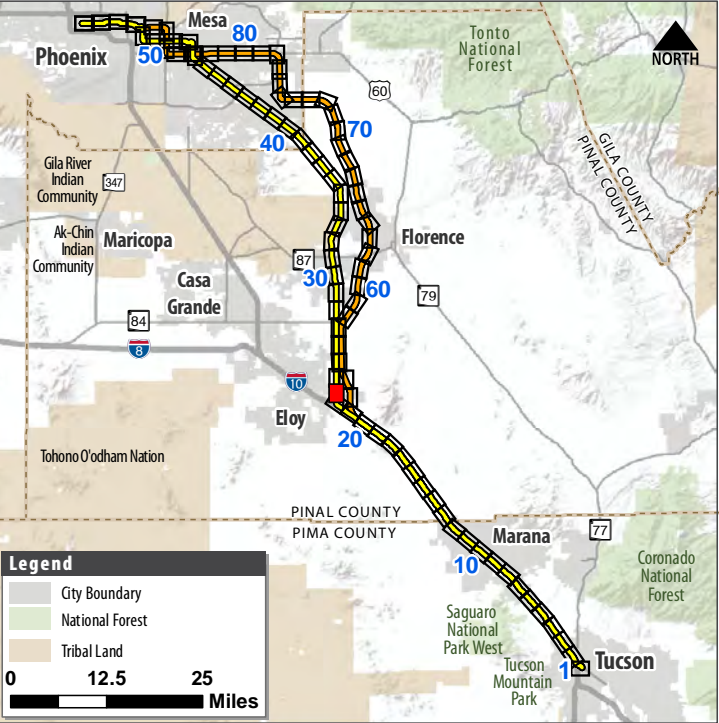 Mesa
80
Tonto
National
Forest
NORTH
Phoenix
50
60
70
40
GILA COUNTY
PINAL COUNTY
Gila River
Indian
Community
347
Ak-Chin
Indian
Community
Maricopa
Florence
87
30
Casa
Grande
60
79
84
8
10
Eloy
20
Tohono O'odham Nation
PINAL COUNTY
PIMA COUNTY
Marana
77
10
Coronado
National
Forest
Saguaro
National
Park West
Tucson
Mountain
Park
1
Tucson
Legend
City Boundary
National Forest
Tribal Land
0 12.5 25
Miles